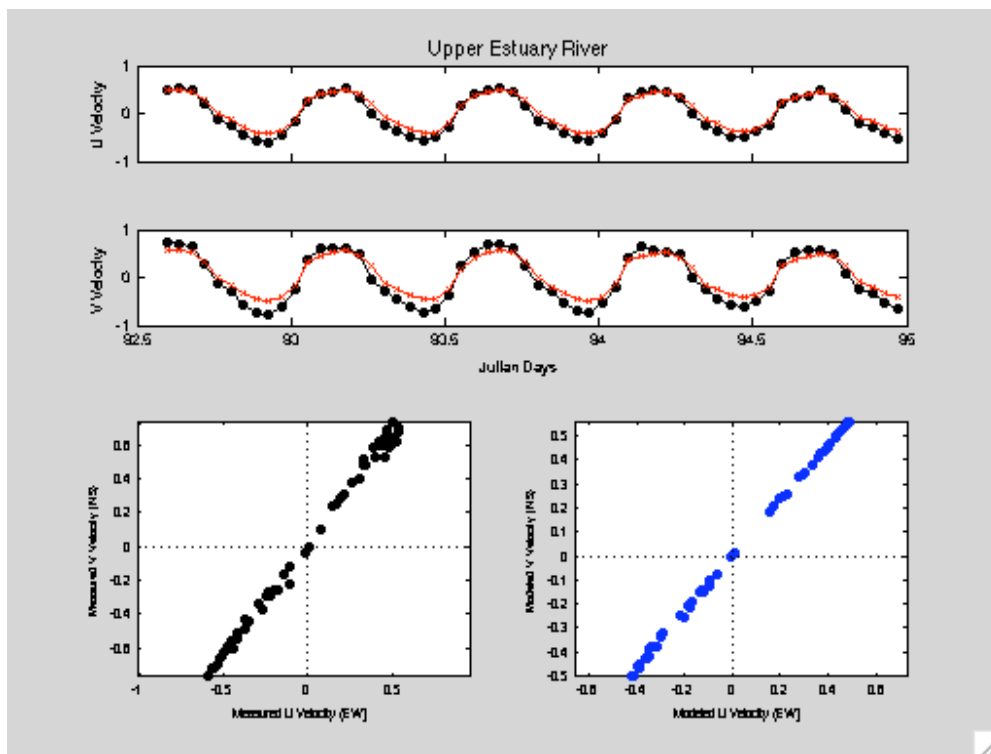 Upper Estuary River
1
0
-1
U Velocity
1
0
-1
V Velocity
92.5 93 93.5 94 94.5 95
Julian Days
0.6
0.4
0.2
0
-0.2
-0.4
-0.6
Measured V Velocity (NS)
-1 -0.5 0 0.5
Measured U Velocity (EW)
0.5
0.4
0.3
0.2
0.1
0
-0.1
-0.2
-0.3
-0.4
-0.5
Modeled V Velocity (NS)
-0.6 -0.4 -0.2 0 0.2 0.4 0.6
Modeled U Velocity (EW)